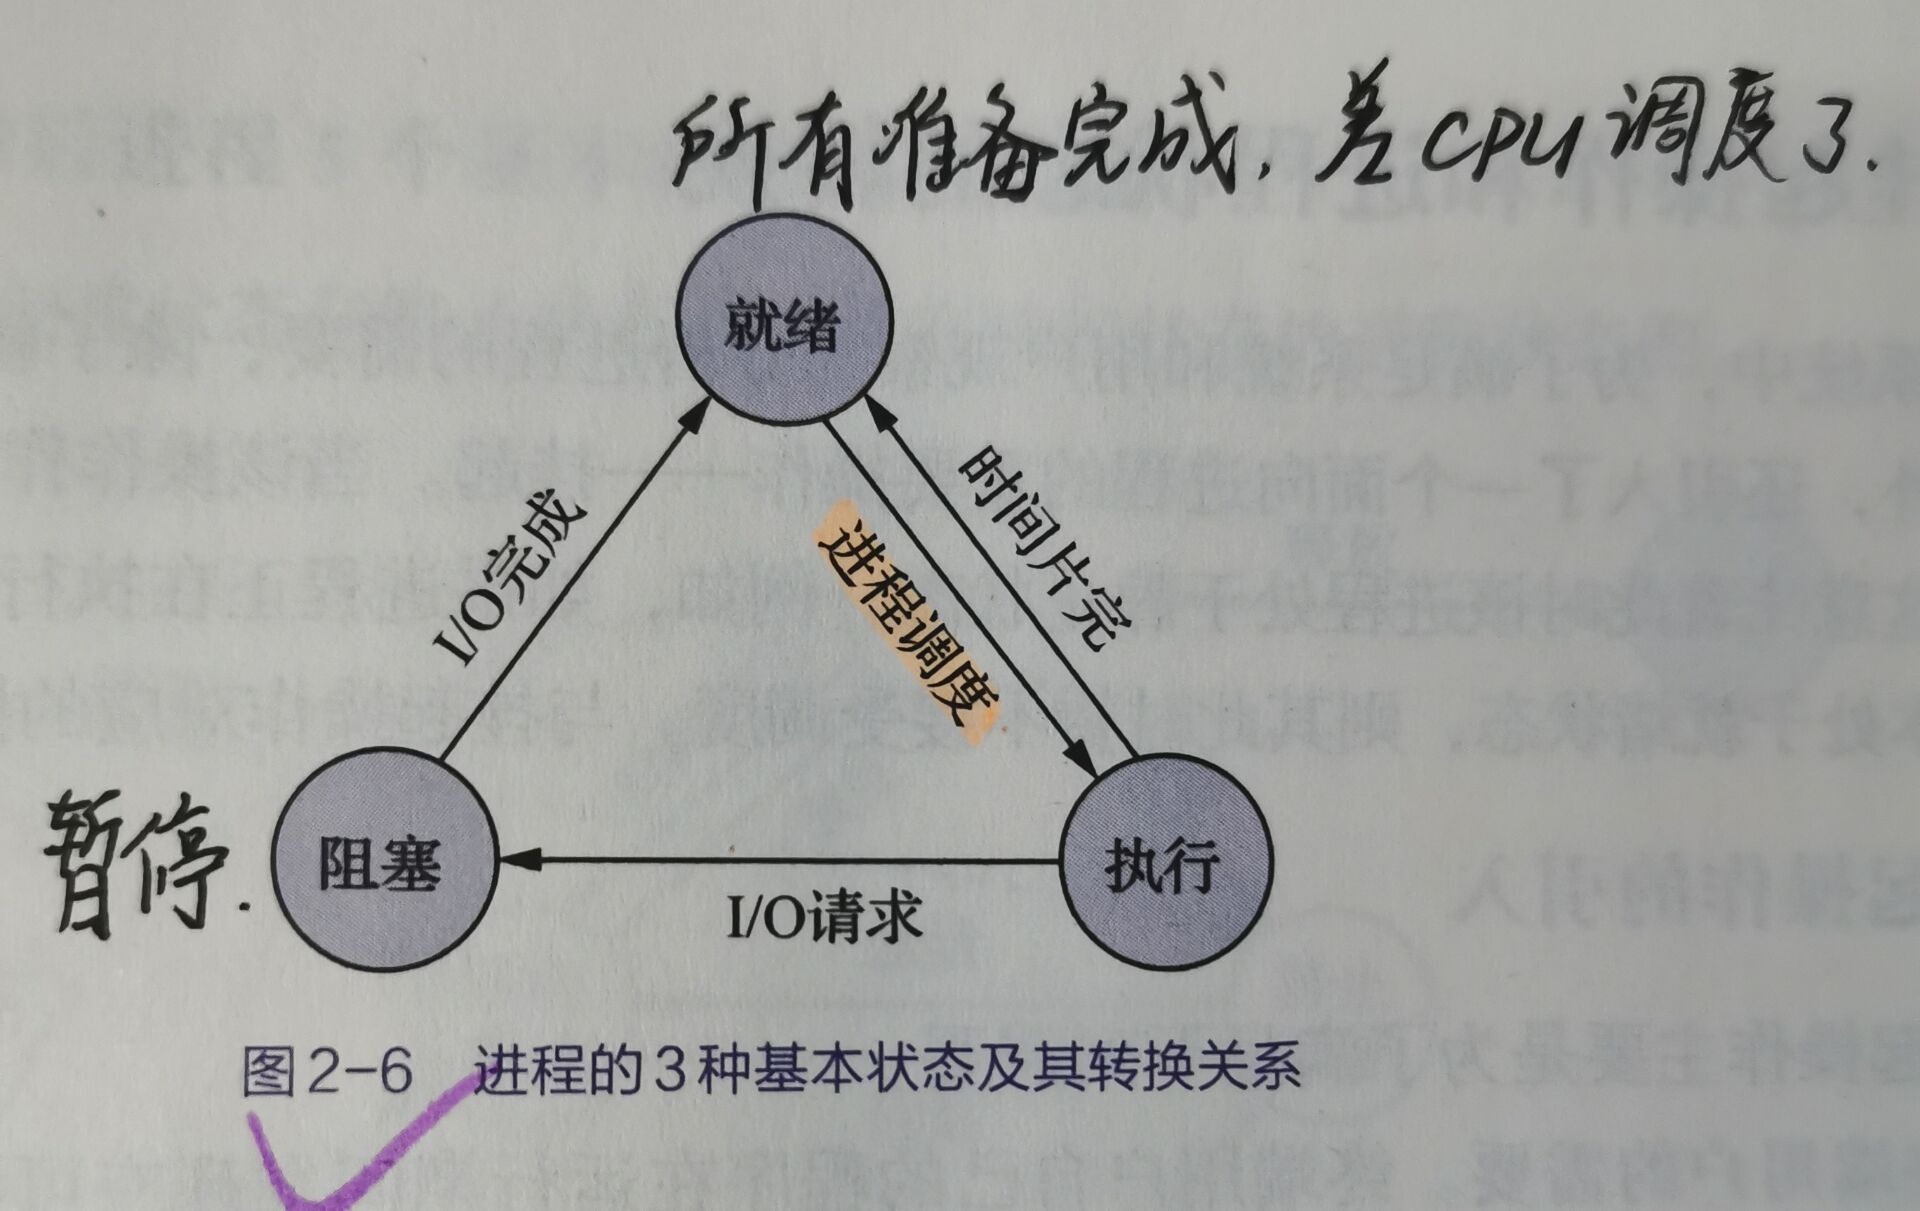 所有准备完成，差CPU调度了.
就绪
时间片完
I/O完成
进程调度
暂停.
阻塞
执行
I/O请求
图2-6 进程的3种基本状态及其转换关系